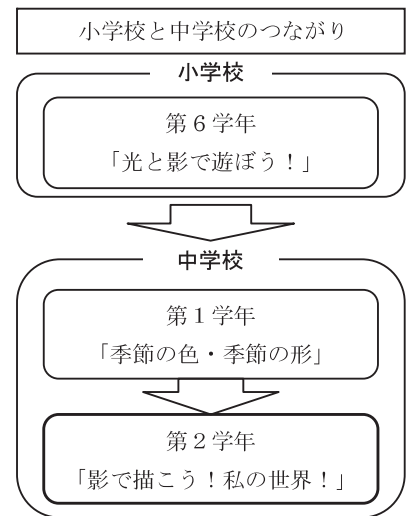 小学校と中学校のつながり
小学校
第６学年
「光と影で遊ぼう！」
中学校
第１学年
「季節の色・季節の形」
第２学年
「影で描こう！私の世界！」